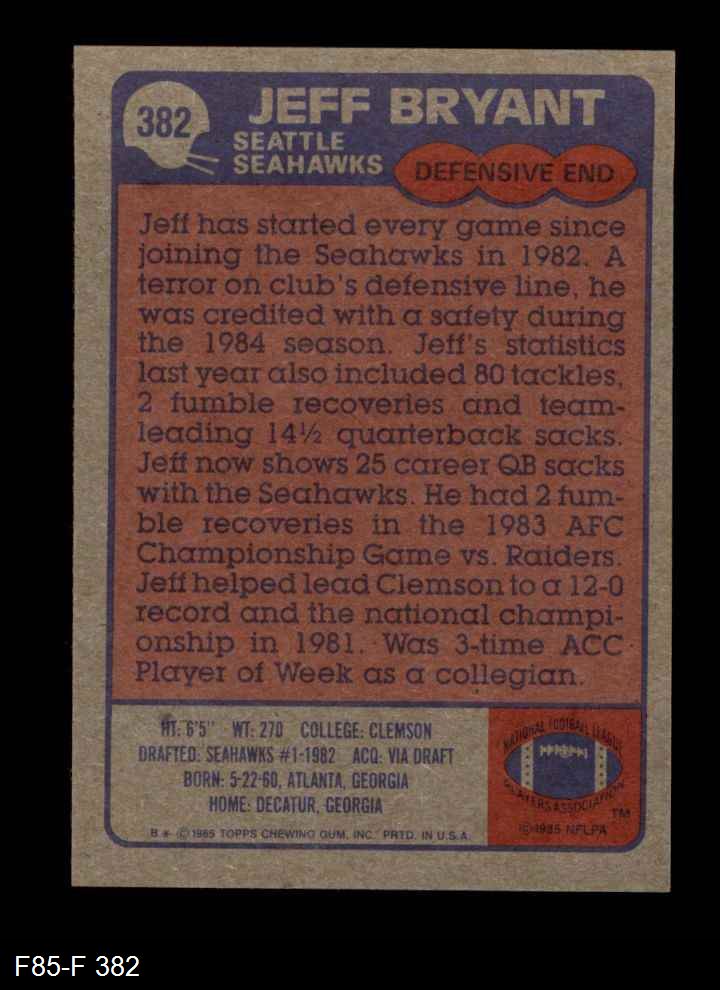 382
JEFF BRYANT
SEATTLE
SEAHAWKS
DEFENSIVE END
Jeff has started every game since
joining the Seahawks in 1982. A
terror on club's defensive line, he
was credited with a safety during
the 1984 season. Jeff's statistics
last year also included 80 tackles,
2 fumble recoveries and team-
leading 14½ quarterback sacks.
Jeff now shows 25 career QB sacks
with the Seahawks. He had 2 fum-
ble recoveries in the 1983 AFC
Championship Game vs. Raiders.
Jeff helped lead Clemson to a 12-0
record and the national champi-
onship in 1981. Was 3-time ACC
Player of Week as a collegian.
HT: 6'5" WT: 270 COLLEGE: CLEMSON
DRAFTED: SEAHAWKS #1-1982 ACQ: VIA DRAFT
BORN: 5-22-60, ATLANTA, GEORGIA
HOME: DECATUR, GEORGIA
B* © 1985 TOPPS CHEWING GUM, INC. PRTD. IN U.S.A.
NATIONAL FOOTBALL LEAGUE
PLAYERS ASSOCIATION
TM
© 1985 NFLPA
F85-F 382